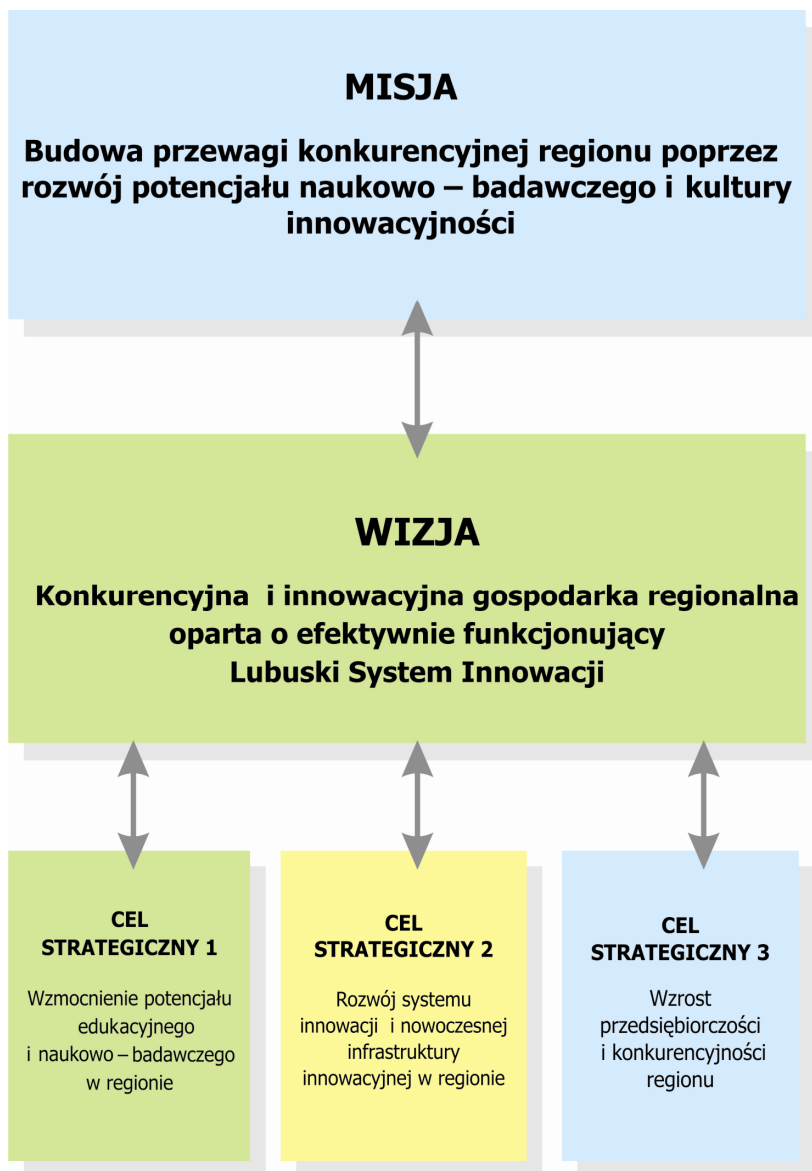 MISJA
Budowa przewagi konkurencyjnej regionu poprzez
rozwój potencjału naukowo – badawczego i kultury
innowacyjności
WIZJA
Konkurencyjna i innowacyjna gospodarka regionalna
oparta o efektywnie funkcjonujący
Lubuski System Innowacji
CEL
STRATEGICZNY 1
Wzmocnienie potencjału
edukacyjnego
i naukowo – badawczego
w regionie
CEL
STRATEGICZNY 2
Rozwój systemu
innowacji i nowoczesnej
infrastruktury
innowacyjnej w regionie
CEL
STRATEGICZNY 3
Wzrost
przedsiębiorczości
i konkurencyjności
regionu